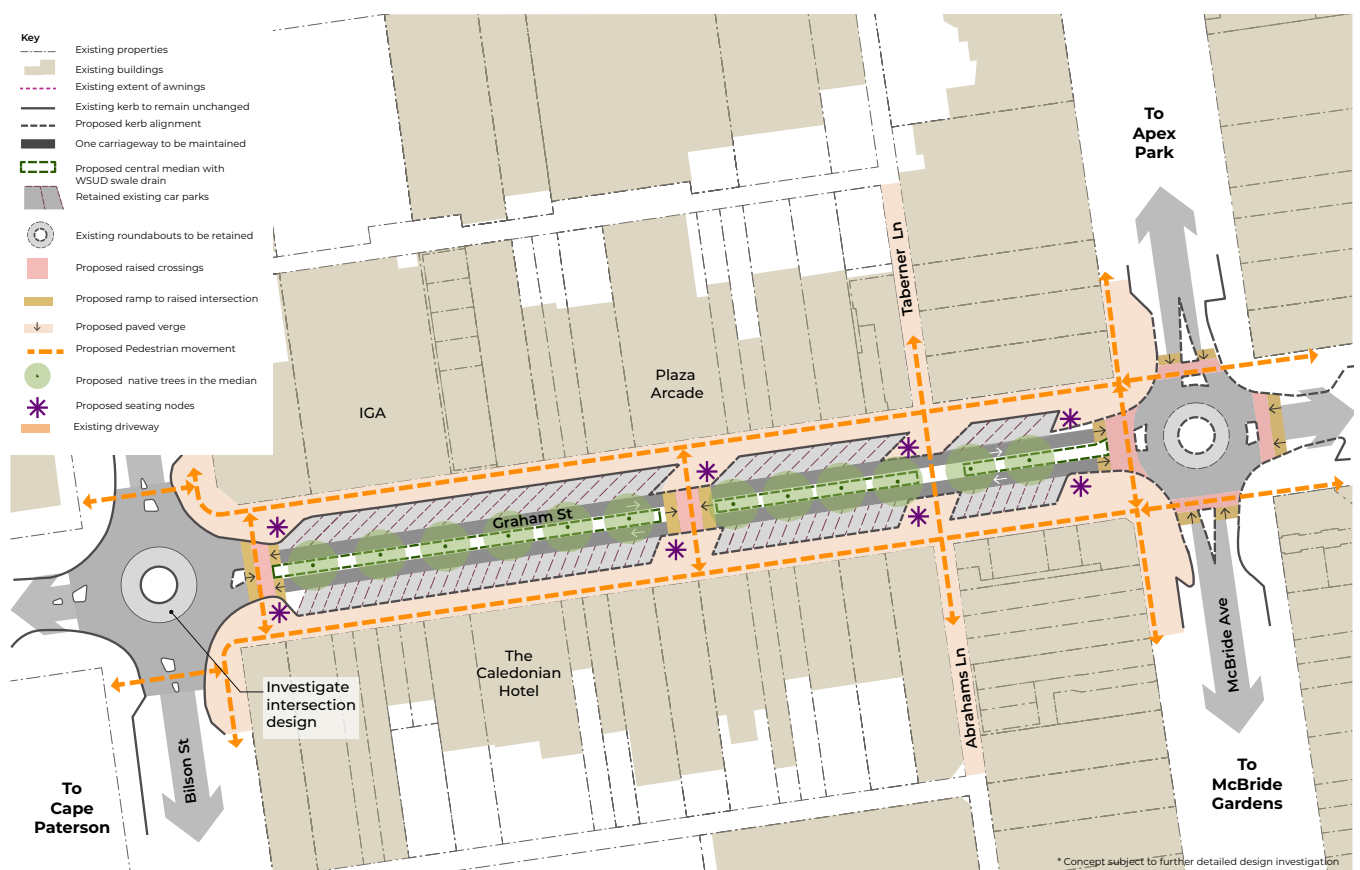 Key
Existing properties
Existing buildings
Existing extent of awnings
Existing kerb to remain unchanged
Proposed kerb alignment
One carriageway to be maintained
Proposed central median with
WSUD swale drain
Retained existing car parks
Existing roundabouts to be retained
Proposed raised crossings
Proposed ramp to raised intersection
Proposed paved verge
Proposed Pedestrian movement
Proposed native trees in the median
Proposed seating nodes
Existing driveway
To
Apex
Park
Taberner Ln
Plaza
Arcade
IGA
Graham St
The
Caledonian
Hotel
Investigate
intersection
design
Abrahams Ln
McBride Ave
Bilson St
To
Cape
Paterson
To
McBride
Gardens
* Concept subject to further detailed design investigation